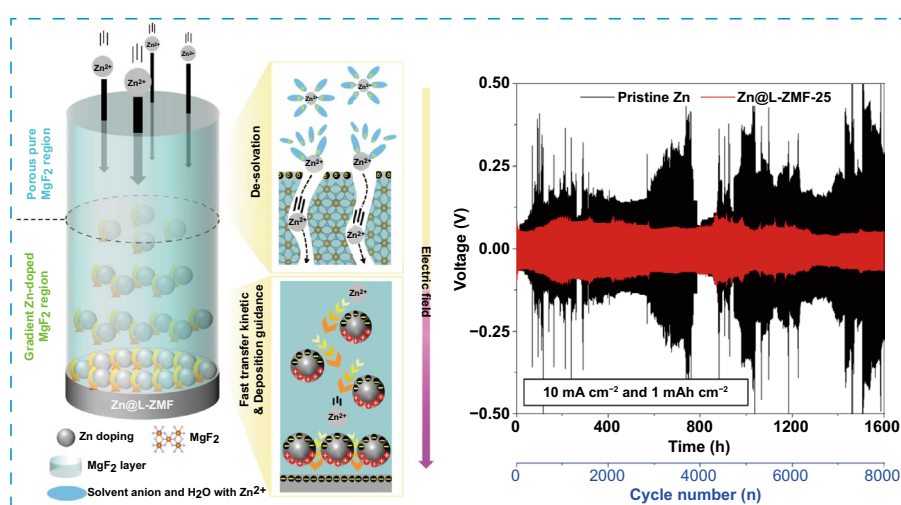 Zn²⁺
Zn²⁺
Zn²⁺
Zn²⁺
Porous pure
MgF₂ region
Gradient Zn-doped
MgF₂ region
Zn@L-ZMF
Zn doping
MgF₂
MgF₂ layer
Solvent anion and H₂O with Zn²⁺
De-solvation
Zn²⁺
Zn²⁺
Zn²⁺
Zn²⁺
Zn²⁺
Zn²⁺
Fast transfer kinetic
& Deposition guidance
Zn²⁺
Zn²⁺
Electric field
Pristine Zn
Zn@L-ZMF-25
Voltage (V)
0.50
0.25
0.00
−0.25
−0.50
10 mA cm⁻² and 1 mAh cm⁻²
0 400 800 1200 1600
Time (h)
0 2000 4000 6000 8000
Cycle number (n)